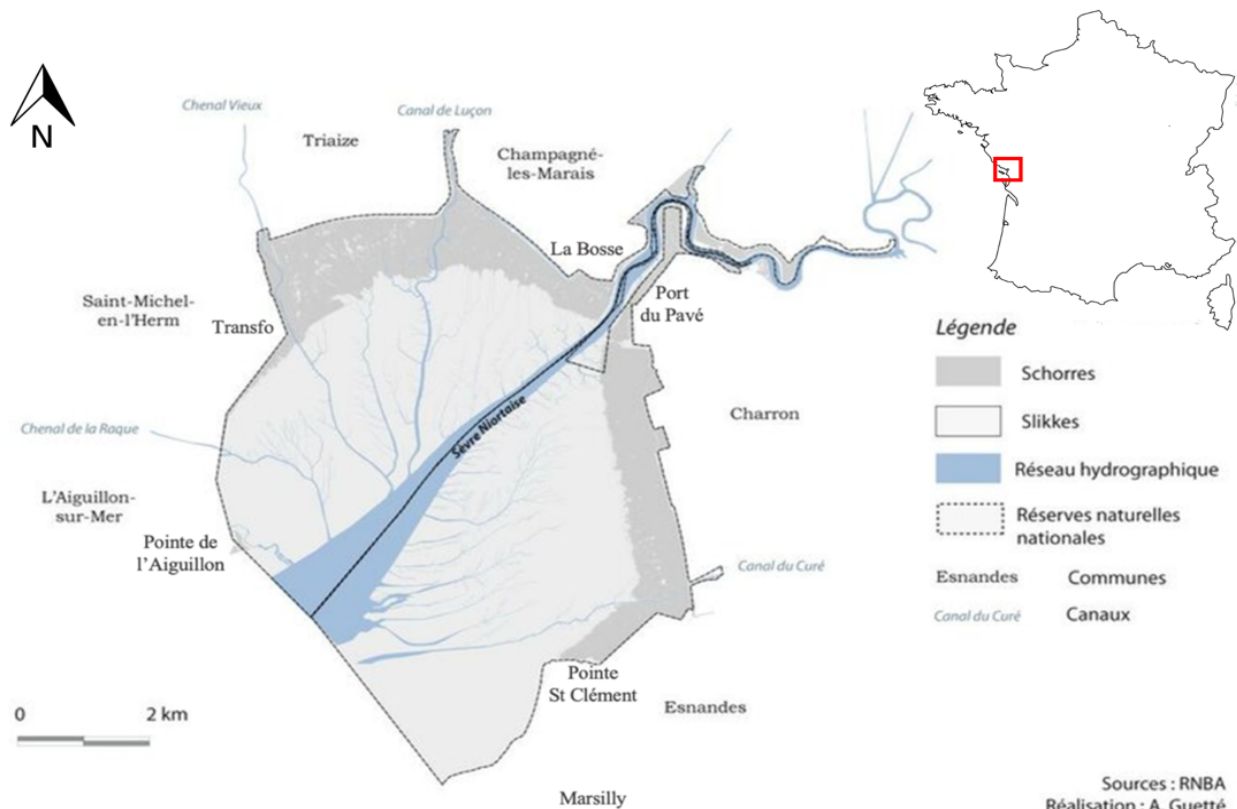 N
Chenal Vieux
Canal de Luçon
Triaize
Champagné-
les-Marais
La Bosse
Port
du Pavé
Saint-Michel-
en-l'Herm
Transfo
Charron
Sèvre Niortaise
Chenal de la Raque
L'Aiguillon-
sur-Mer
Pointe de
l'Aiguillon
Canal du Curé
Pointe
St Clément
Esnandes
Marsilly
0 2 km
Légende
Schorres
Slikkes
Réseau hydrographique
Réserves naturelles
nationales
Esnandes Communes
Canal du Curé Canaux
Sources : RNBA
Réalisation : A. Guetté